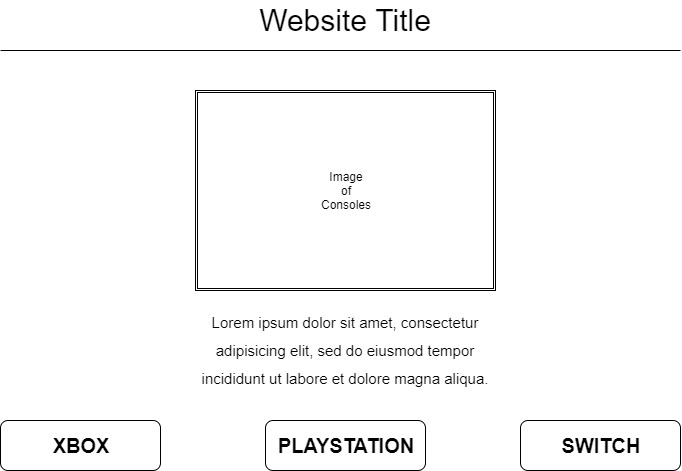 Website Title
Image
of
Consoles
Lorem ipsum dolor sit amet, consectetur
adipisicing elit, sed do eiusmod tempor
incididunt ut labore et dolore magna aliqua.
XBOX
PLAYSTATION
SWITCH